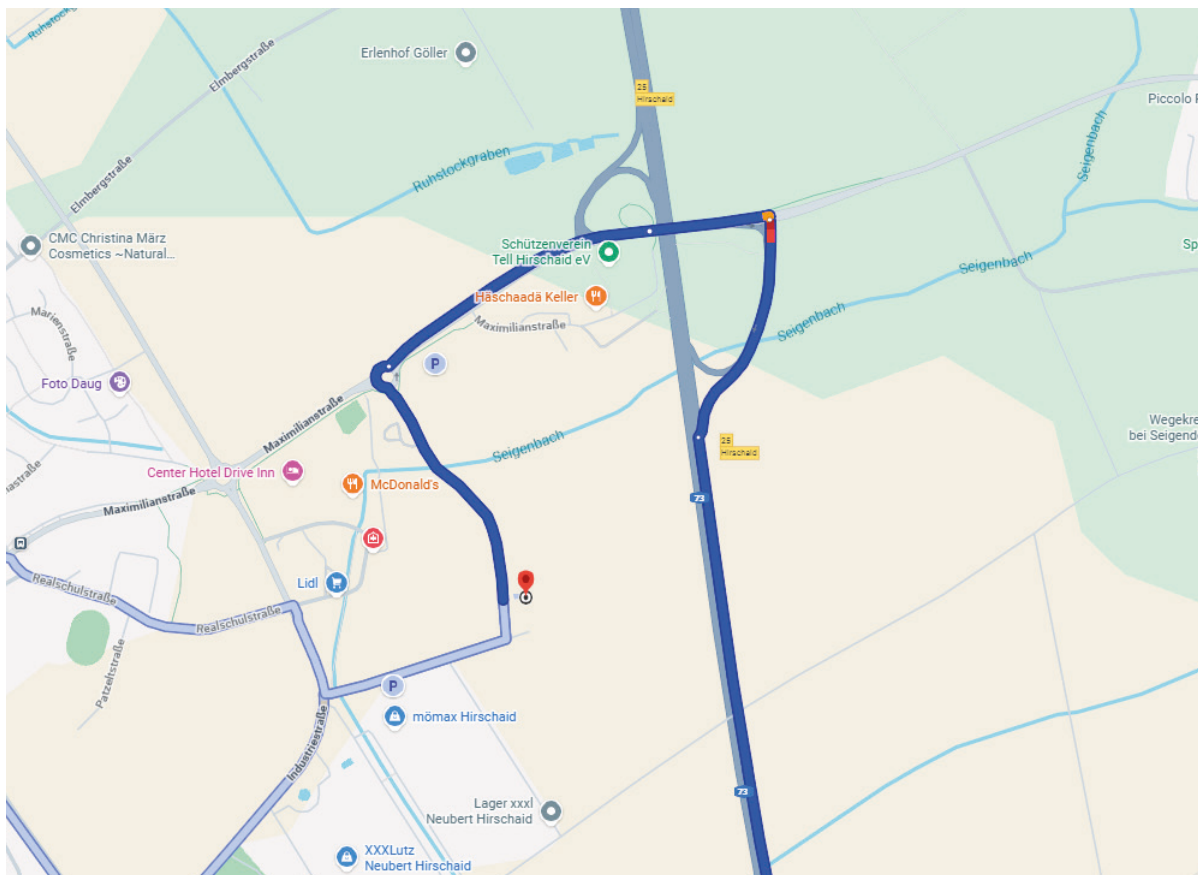 Ruhstockgraben
Elmbergstraße
Erlenhof Göller
25
Hirschaid
Piccolo
Seigenbach
Ruhstockgraben
Elmbergstraße
CMC Christina März
Cosmetics ~Natural...
Schützenverein
Tell Hirschaid eV
Seigenbach
Häschaadä Keller
Maximilianstraße
Seigenbach
Marienstraße
P
Foto Daug
Maximilianstraße
Wegekre
bei Seigend
Seigenbach
25
Hirschaid
Center Hotel Drive Inn
McDonald's
73
Maximilianstraße
Lidl
Realschulstraße
Realschulstraße
Patzeltstraße
P
mömax Hirschaid
Industriestraße
73
Lager xxxl
Neubert Hirschaid
XXXLutz
Neubert Hirschaid